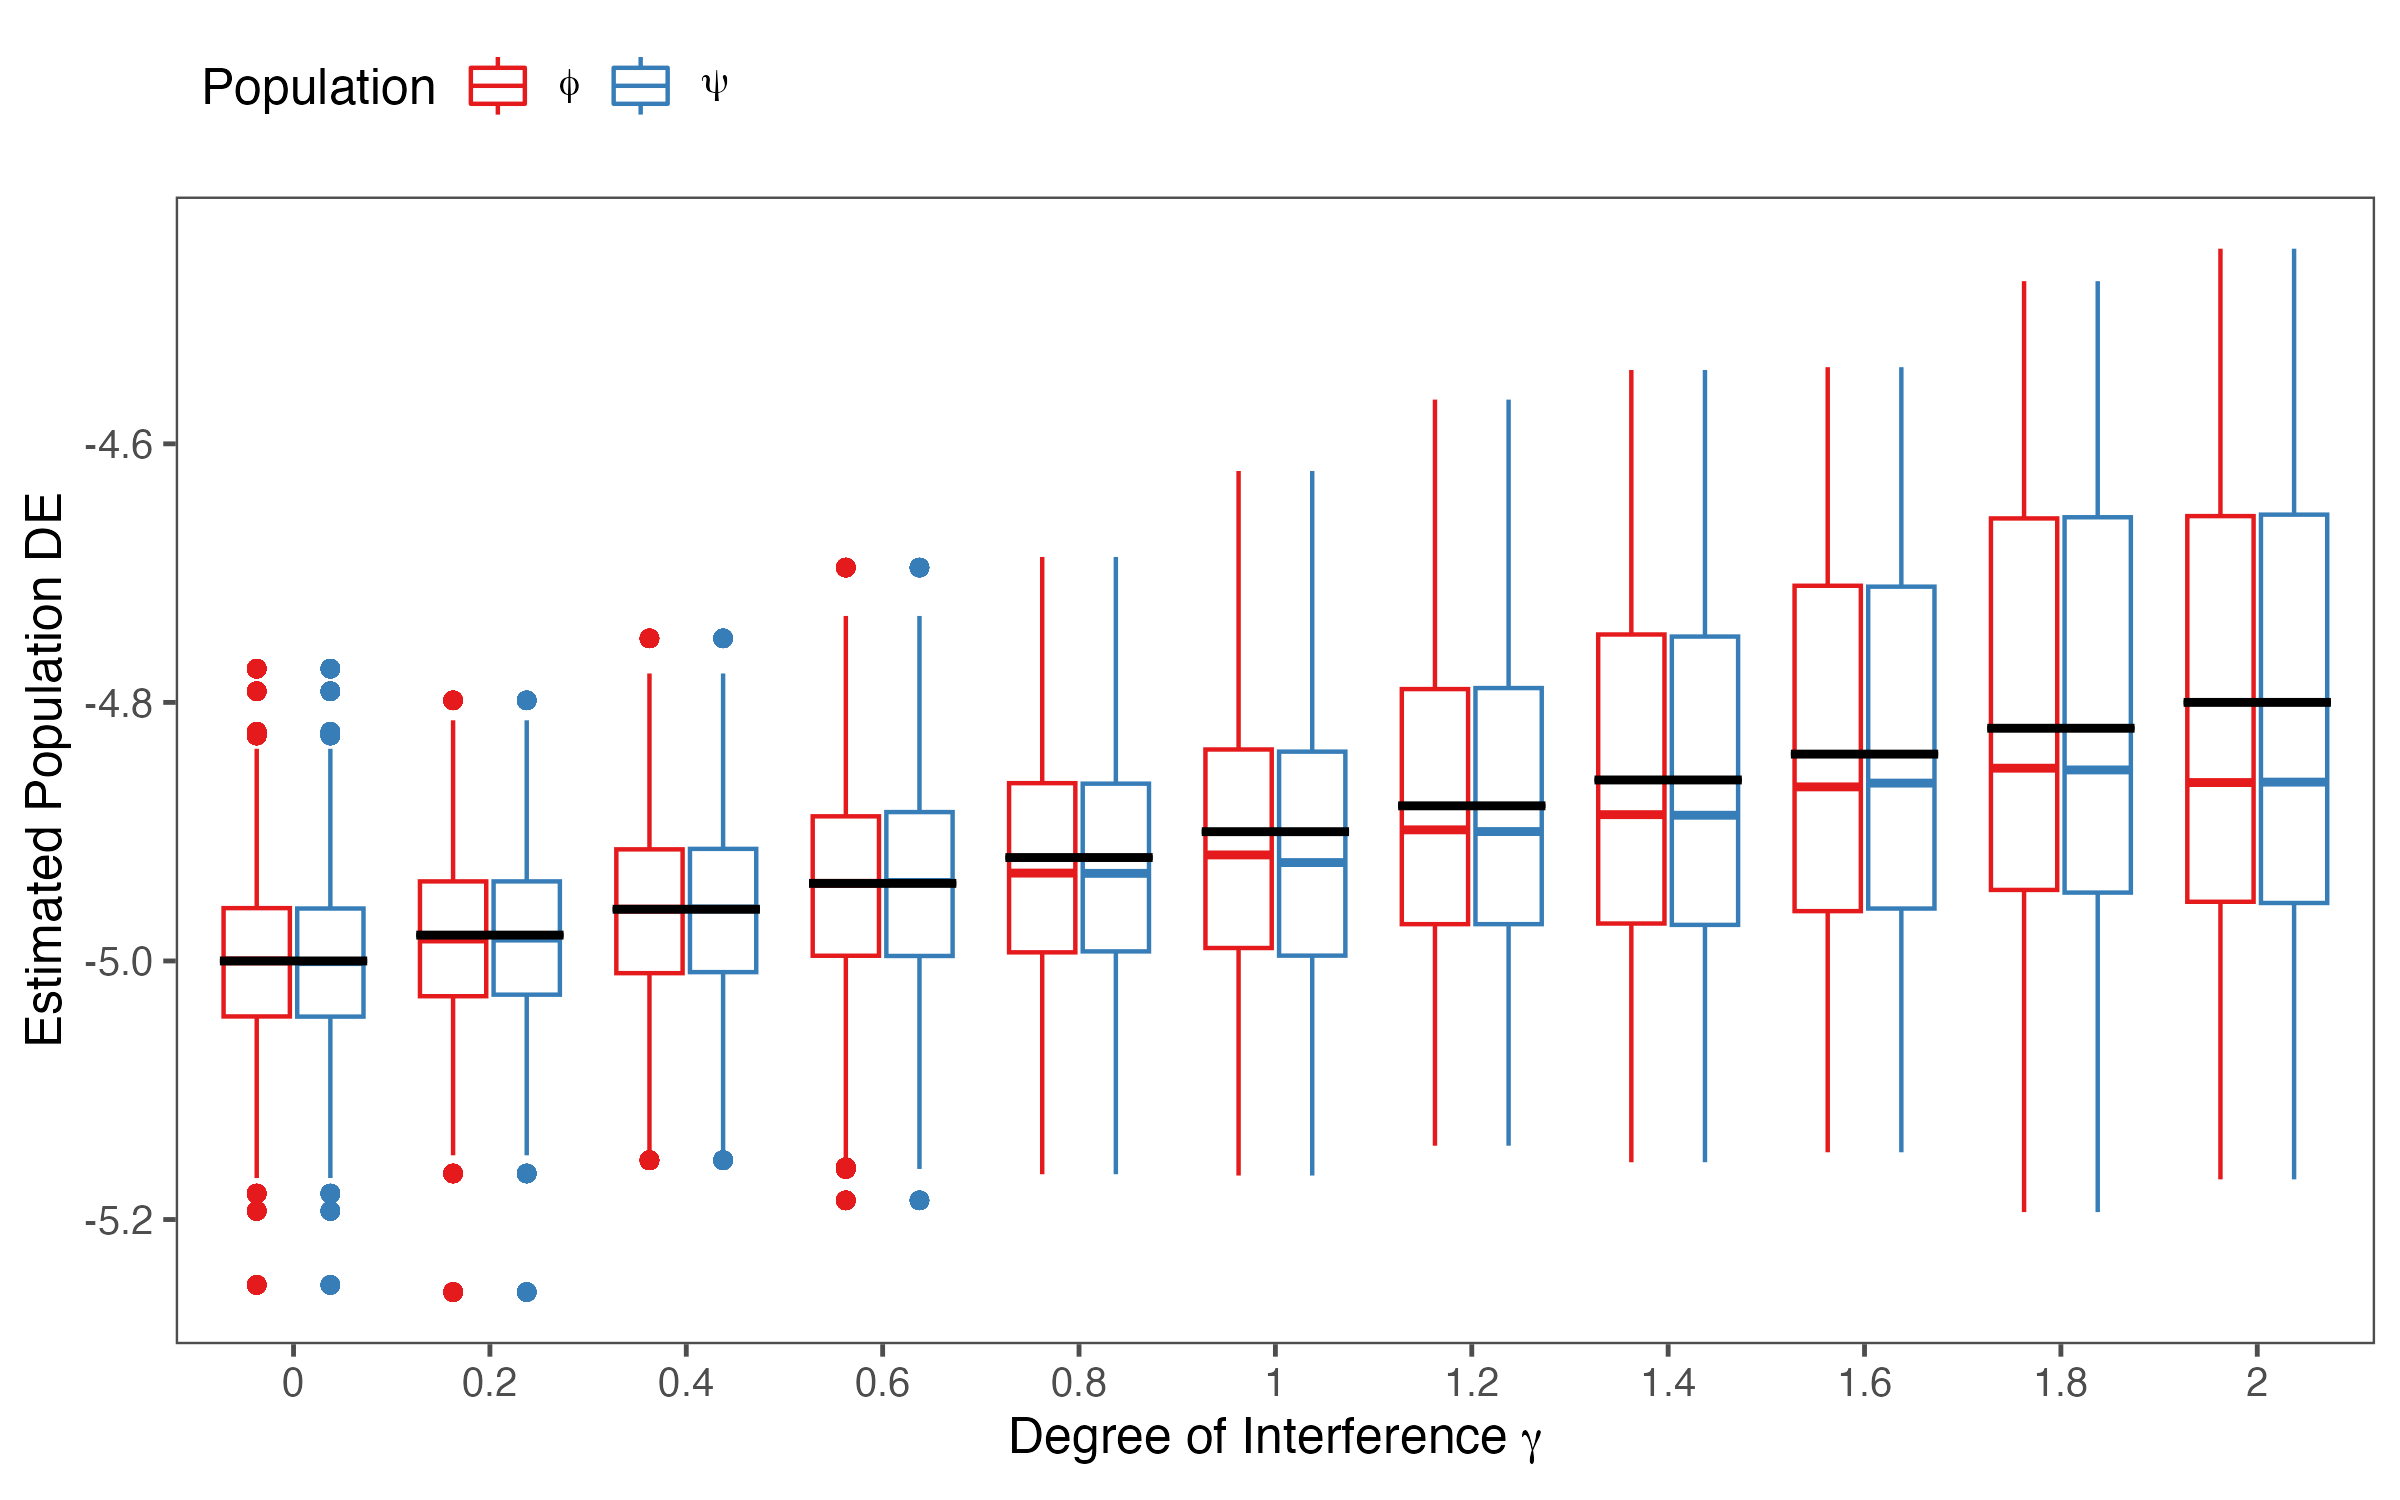 Population ϕ ψ
-4.6
-4.8
-5.0
-5.2
Estimated Population DE
0 0.2 0.4 0.6 0.8 1 1.2 1.4 1.6 1.8 2
Degree of Interference γ